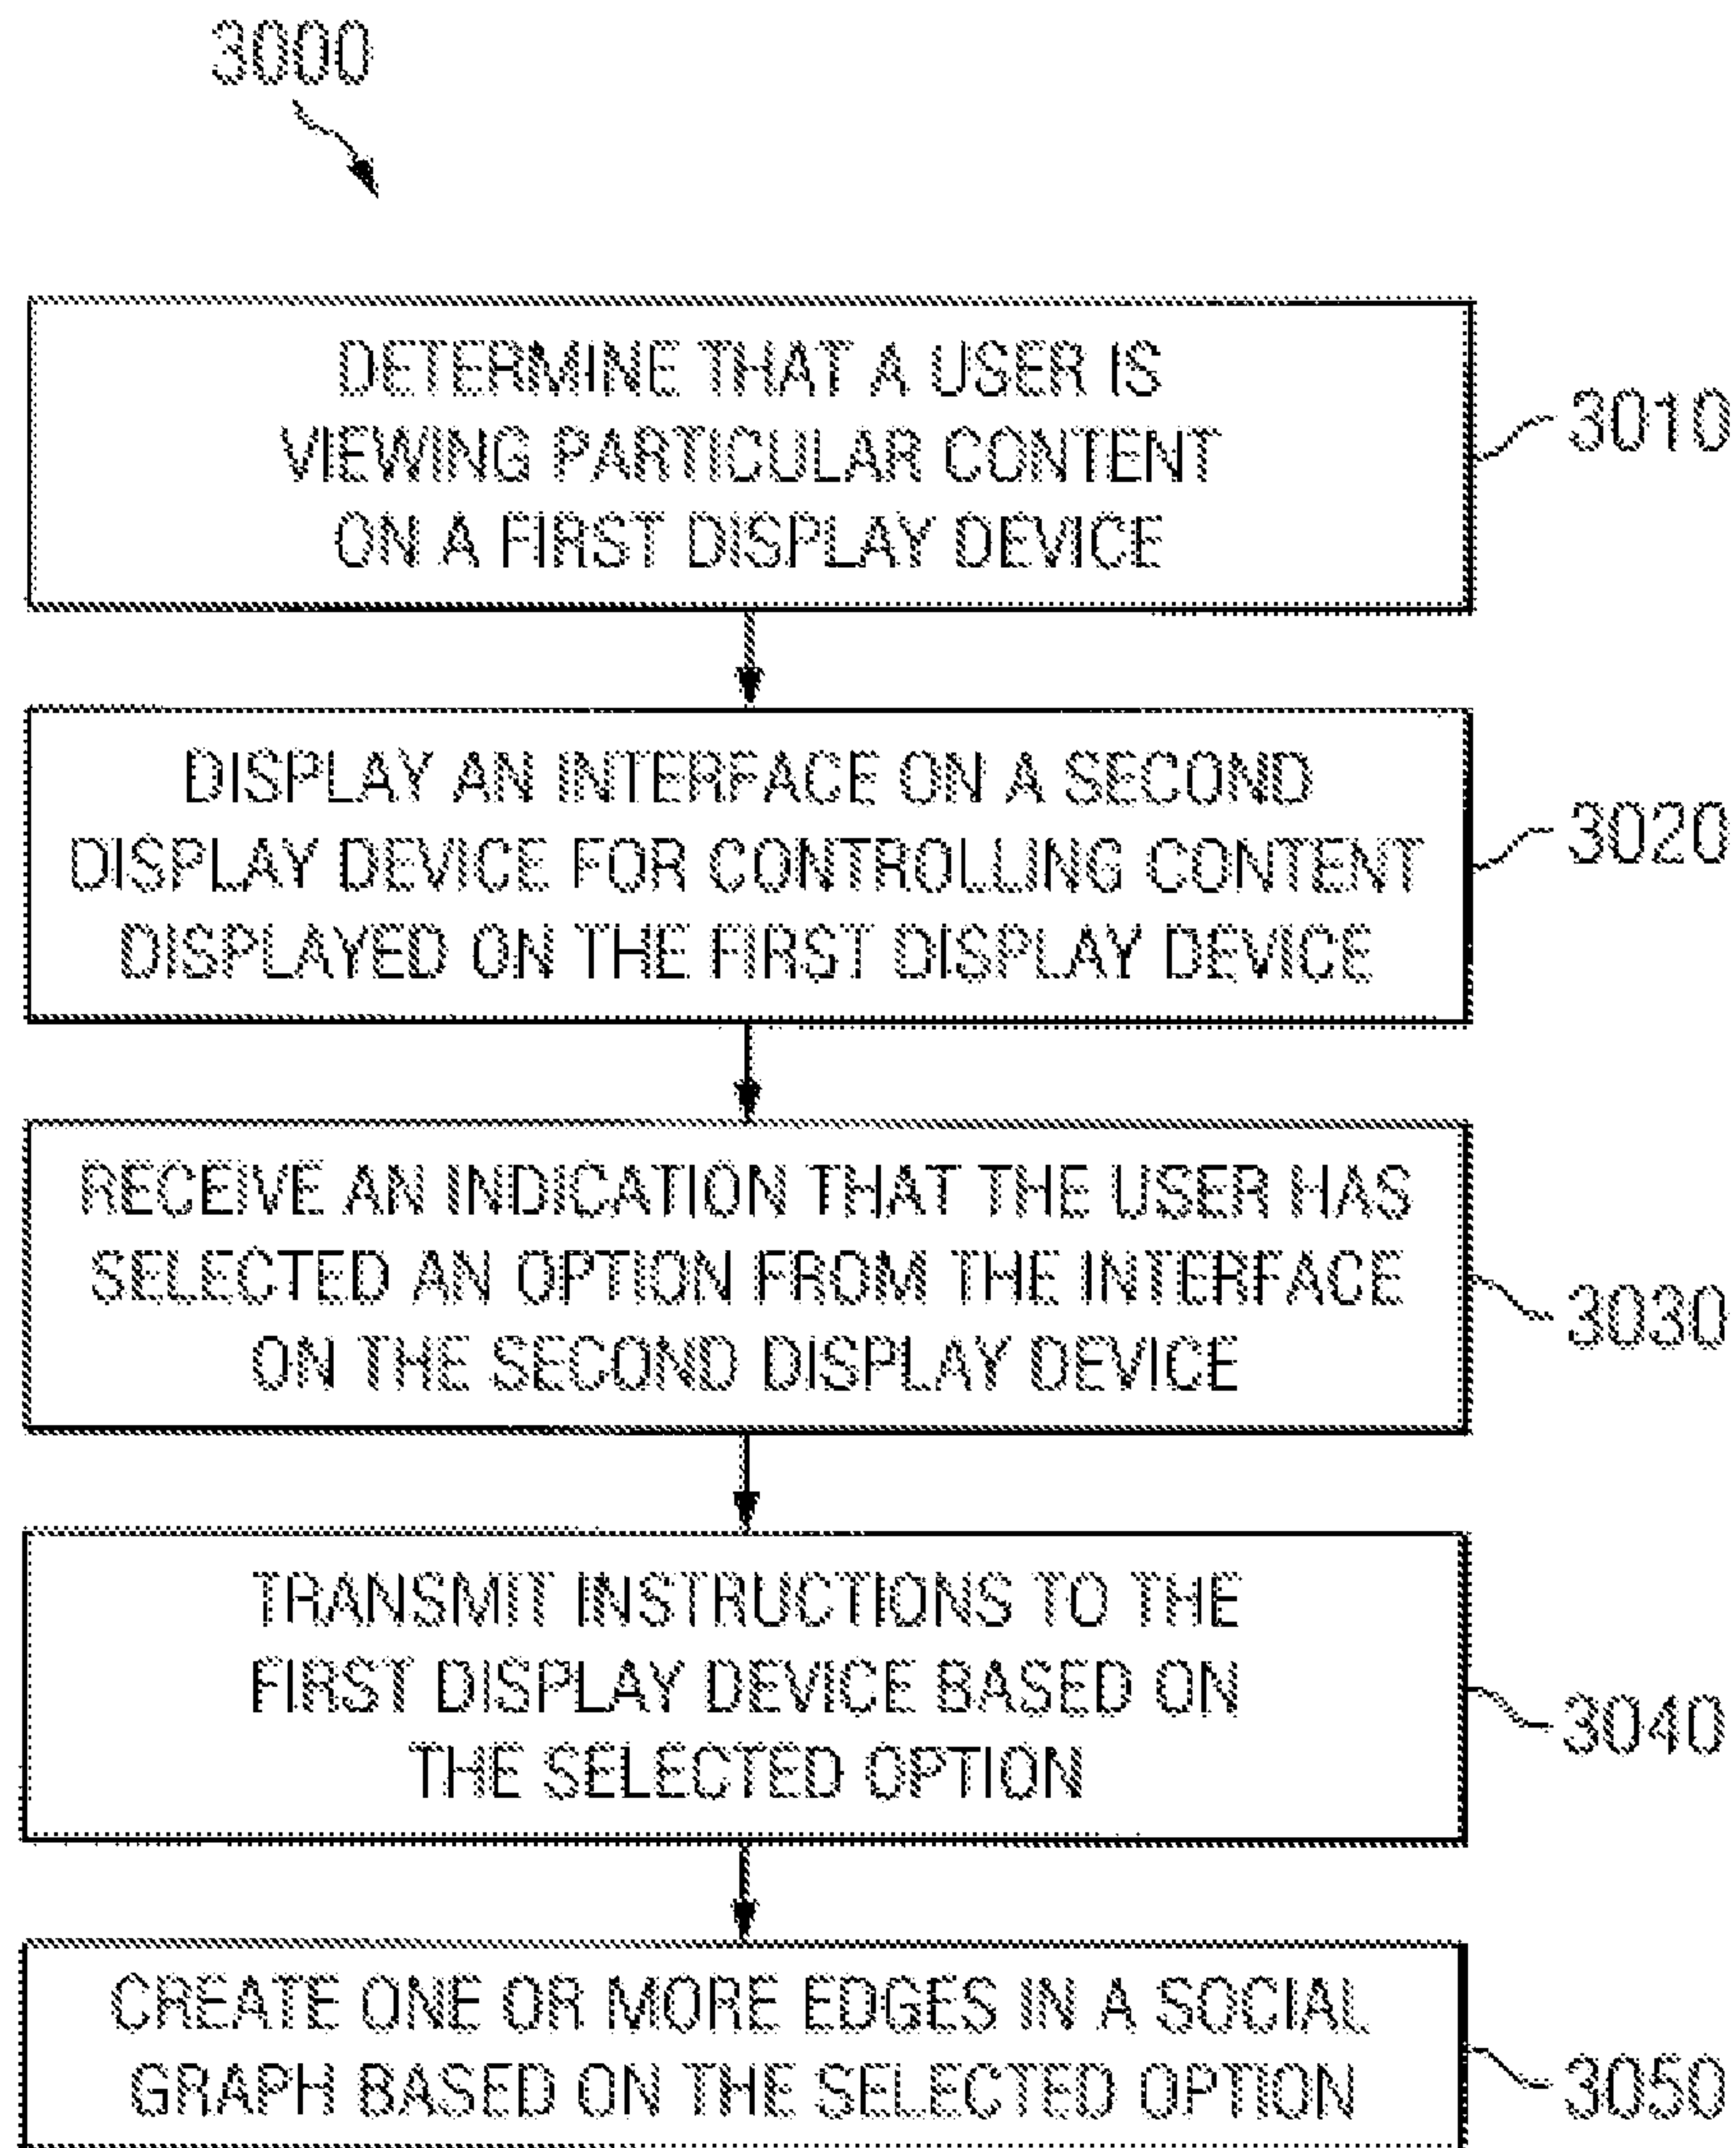 3000
DETERMINE THAT A USER IS
VIEWING PARTICULAR CONTENT
ON A FIRST DISPLAY DEVICE
3010
DISPLAY AN INTERFACE ON A SECOND
DISPLAY DEVICE FOR CONTROLLING CONTENT
DISPLAYED ON THE FIRST DISPLAY DEVICE
3020
RECEIVE AN INDICATION THAT THE USER HAS
SELECTED AN OPTION FROM THE INTERFACE
ON THE SECOND DISPLAY DEVICE
3030
TRANSMIT INSTRUCTIONS TO THE
FIRST DISPLAY DEVICE BASED ON
THE SELECTED OPTION
3040
CREATE ONE OR MORE EDGES IN A SOCIAL
GRAPH BASED ON THE SELECTED OPTION
3050